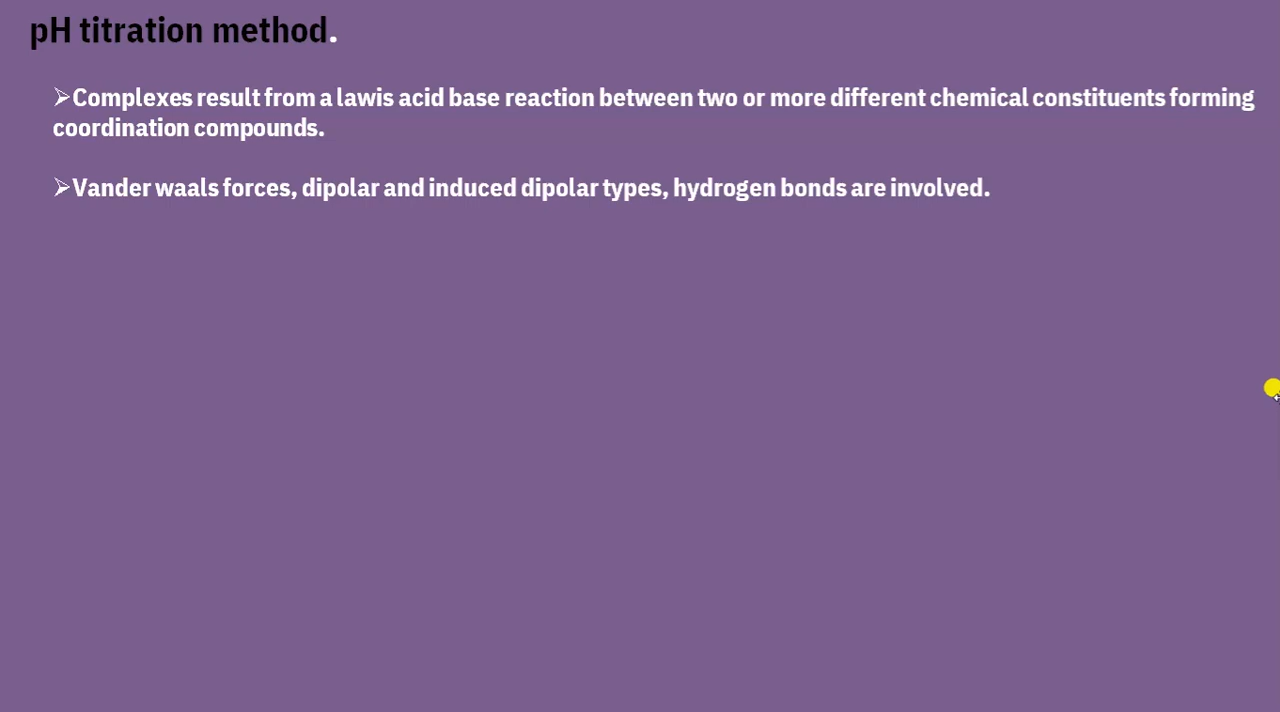 pH titration method.
➢Complexes result from a lawis acid base reaction between two or more different chemical constituents forming
coordination compounds.
➢Vander waals forces, dipolar and induced dipolar types, hydrogen bonds are involved.